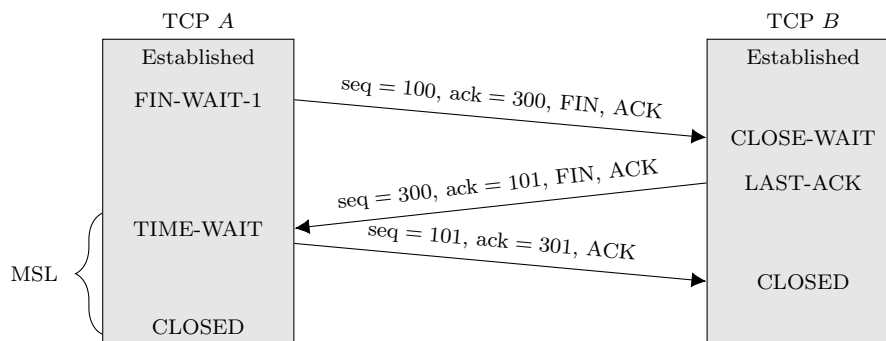 TCP A
TCP B
Established
Established
FIN-WAIT-1
seq = 100, ack = 300, FIN, ACK
CLOSE-WAIT
seq = 300, ack = 101, FIN, ACK
LAST-ACK
TIME-WAIT
seq = 101, ack = 301, ACK
MSL
CLOSED
CLOSED